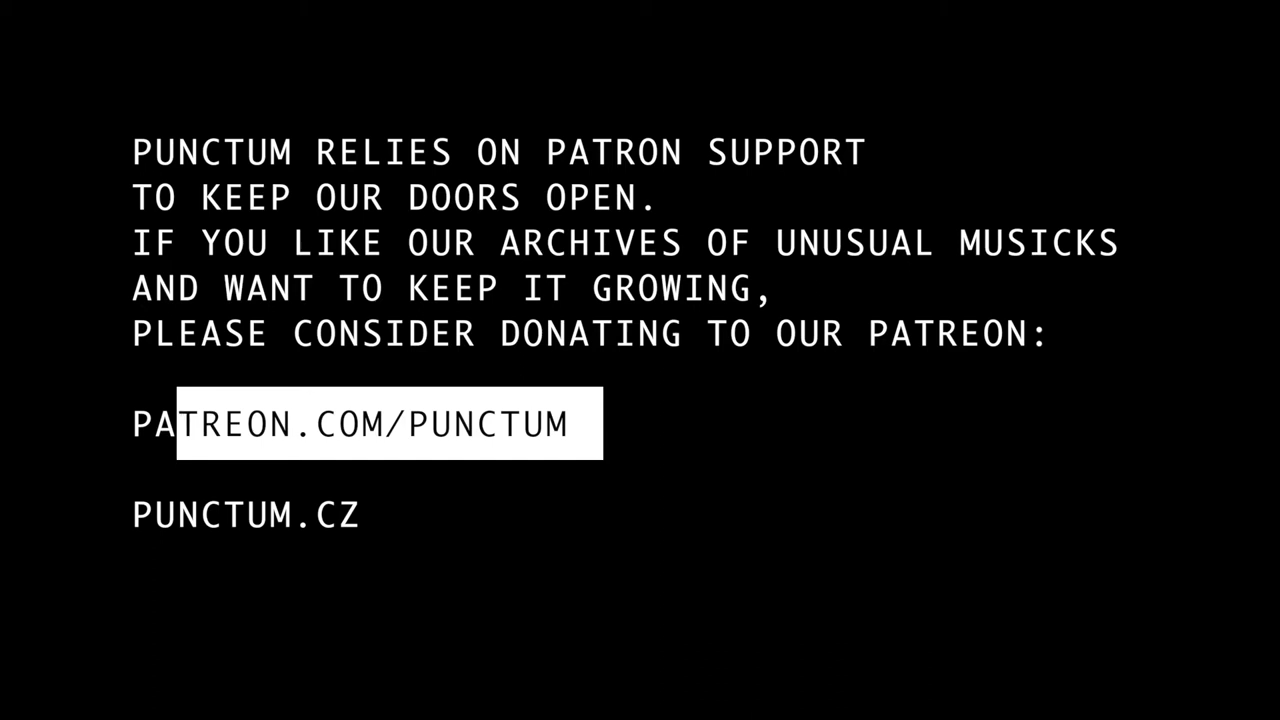 PUNCTUM RELIES ON PATRON SUPPORT
TO KEEP OUR DOORS OPEN.
IF YOU LIKE OUR ARCHIVES OF UNUSUAL MUSICKS
AND WANT TO KEEP IT GROWING,
PLEASE CONSIDER DONATING TO OUR PATREON:
PATREON.COM/PUNCTUM
PUNCTUM.CZ